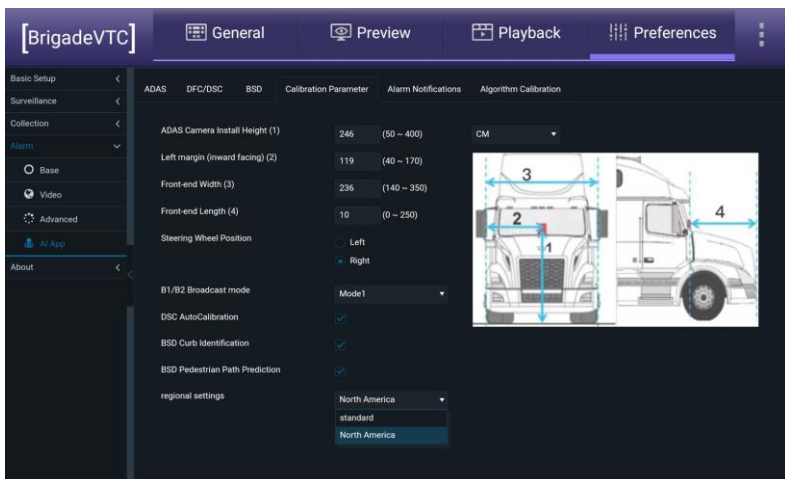 [BrigadeVTC]
General
Preview
Playback
Preferences
Basic Setup
Surveillance
Collection
Alarm
Base
Video
Advanced
AI App
About
ADAS DFC/DSC BSD Calibration Parameter Alarm Notifications Algorithm Calibration
ADAS Camera Install Height (1) 246 (50 ~ 400) CM
Left margin (inward facing) (2) 119 (40 ~ 170)
Front-end Width (3) 236 (140 ~ 350)
Front-end Length (4) 10 (0 ~ 250)
Steering Wheel Position Left
Right
B1/B2 Broadcast mode Mode1
DSC AutoCalibration
BSD Curb Identification
BSD Pedestrian Path Prediction
regional settings North America
standard
North America
3
2
1
4